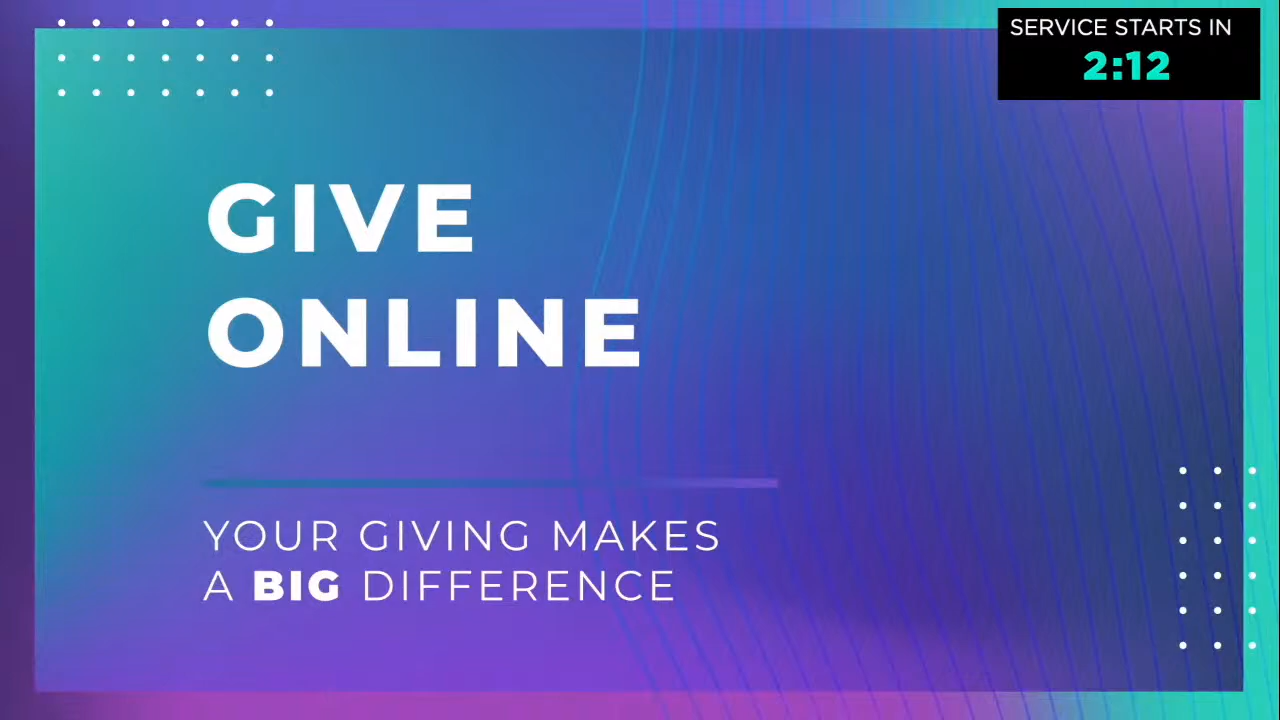 SERVICE STARTS IN
2:12
GIVE
ONLINE
YOUR GIVING MAKES
A BIG DIFFERENCE